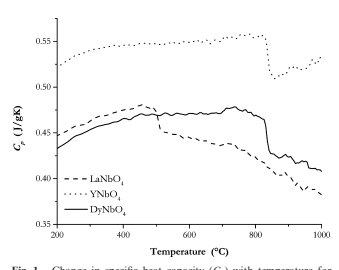 0.55
0.50
0.45
0.40
0.35
C_p (J/gK)
LaNbO₄
YNbO₄
DyNbO₄
200 400 600 800 1000
Temperature (°C)
Fig. 1 Change in specific heat capacity (C_p) with temperature for